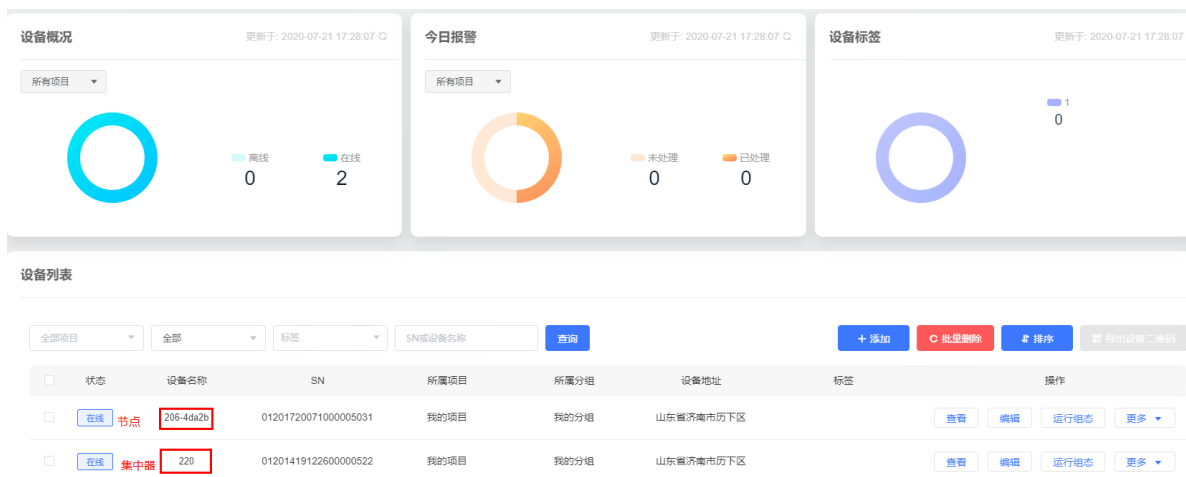 设备概况 更新于: 2020-07-21 17:28:07
今日报警 更新于: 2020-07-21 17:28:07
设备标签 更新于: 2020-07-21 17:28:07
所有项目
所有项目
离线 在线
0 2
未处理 已处理
0 0
1
0
设备列表
全部项目 全部 标签 SN或设备名称 查询 + 添加 批量删除 排序 导出设备二维码
状态 设备名称 SN 所属项目 所属分组 设备地址 标签 操作
在线 节点 206-4da2b 01201720071000005031 我的项目 我的分组 山东省济南市历下区 查看 编辑 运行组态 更多
在线 集中器 220 01201419122600000522 我的项目 我的分组 山东省济南市历下区 查看 编辑 运行组态 更多